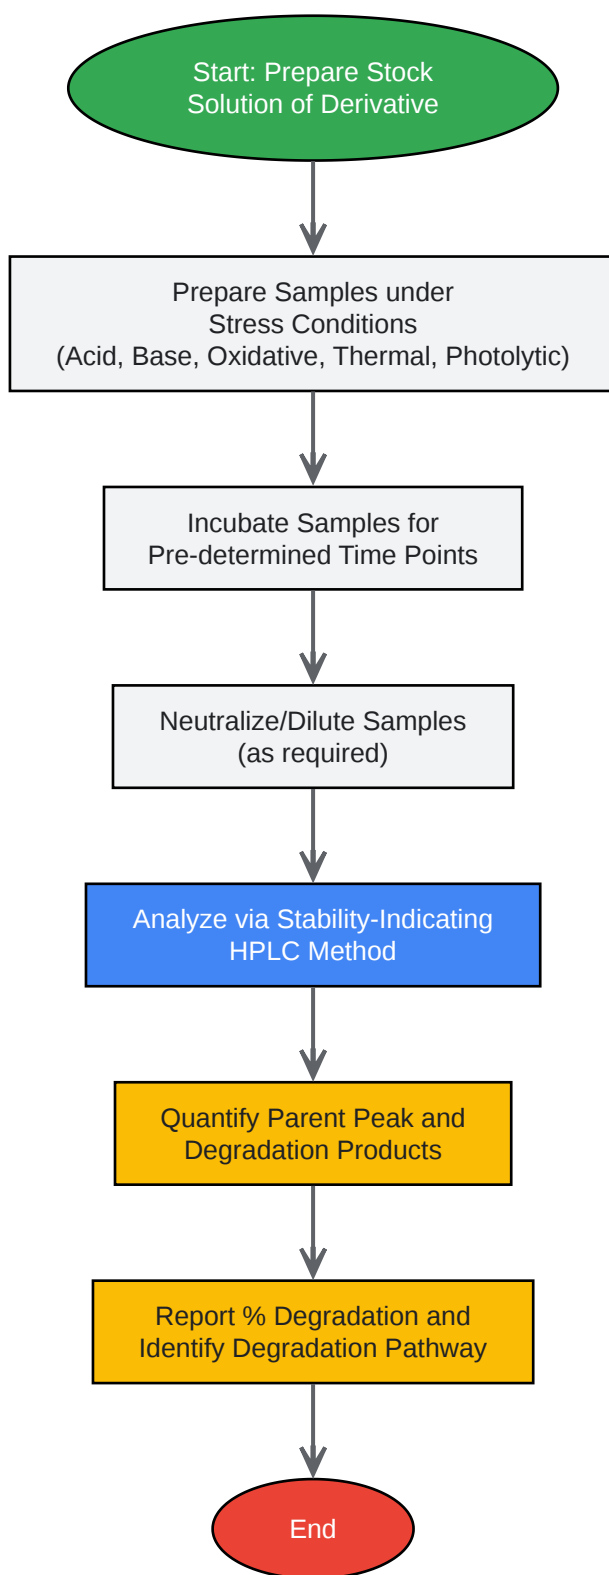 Start: Prepare Stock
Solution of Derivative
Prepare Samples under
Stress Conditions
(Acid, Base, Oxidative, Thermal, Photolytic)
Incubate Samples for
Pre-determined Time Points
Neutralize/Dilute Samples
(as required)
Analyze via Stability-Indicating
HPLC Method
Quantify Parent Peak and
Degradation Products
Report % Degradation and
Identify Degradation Pathway
End